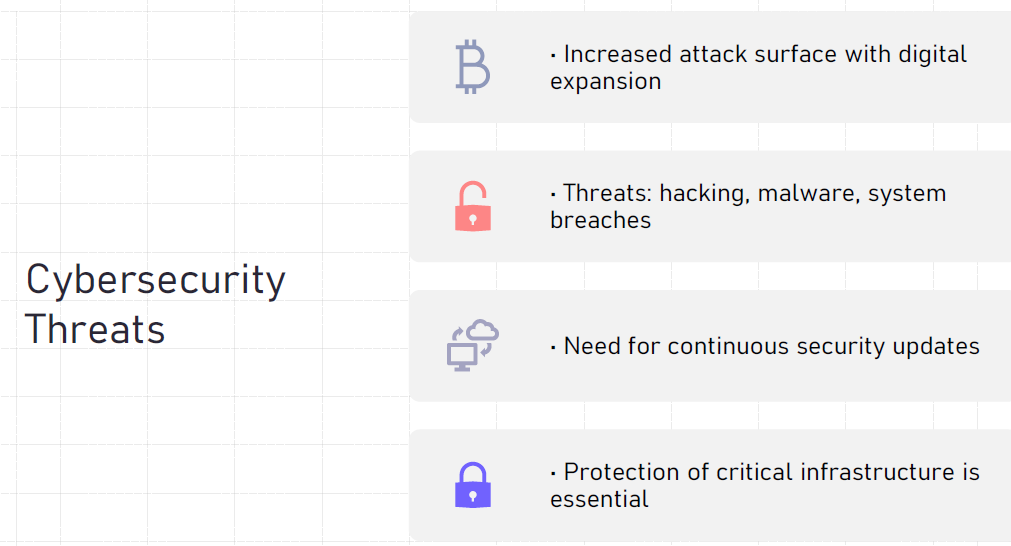 Cybersecurity
Threats
· Increased attack surface with digital
expansion
· Threats: hacking, malware, system
breaches
· Need for continuous security updates
· Protection of critical infrastructure is
essential